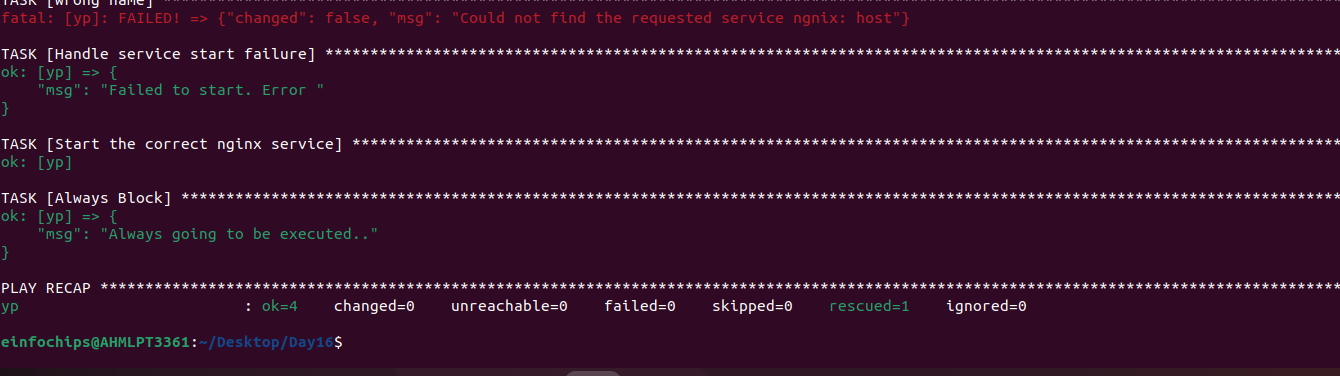 TASK [wrong name] ****************************************************************************************************************************************
fatal: [yp]: FAILED! => {"changed": false, "msg": "Could not find the requested service ngnix: host"}
TASK [Handle service start failure] *****************************************************************************************************************
ok: [yp] => {
    "msg": "Failed to start. Error "
}
TASK [Start the correct nginx service] **************************************************************************************************************
ok: [yp]
TASK [Always Block] *********************************************************************************************************************************
ok: [yp] => {
    "msg": "Always going to be executed.."
}
PLAY RECAP ******************************************************************************************************************************************
yp                         : ok=4    changed=0    unreachable=0    failed=0    skipped=0    rescued=1    ignored=0
einfochips@AHMLPT3361:~/Desktop/Day16$